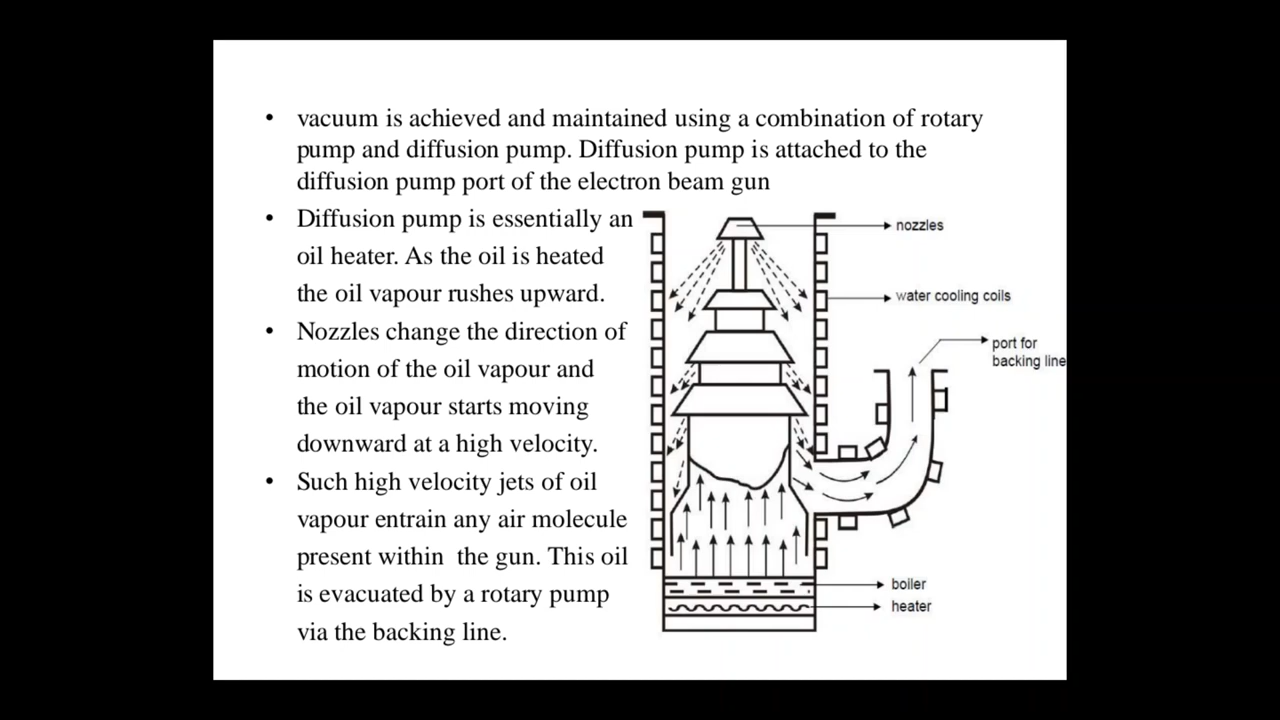 • vacuum is achieved and maintained using a combination of rotary
pump and diffusion pump. Diffusion pump is attached to the
diffusion pump port of the electron beam gun
• Diffusion pump is essentially an
oil heater. As the oil is heated
the oil vapour rushes upward.
• Nozzles change the direction of
motion of the oil vapour and
the oil vapour starts moving
downward at a high velocity.
• Such high velocity jets of oil
vapour entrain any air molecule
present within  the gun. This oil
is evacuated by a rotary pump
via the backing line.
nozzles
water cooling coils
port for
backing line
boiler
heater